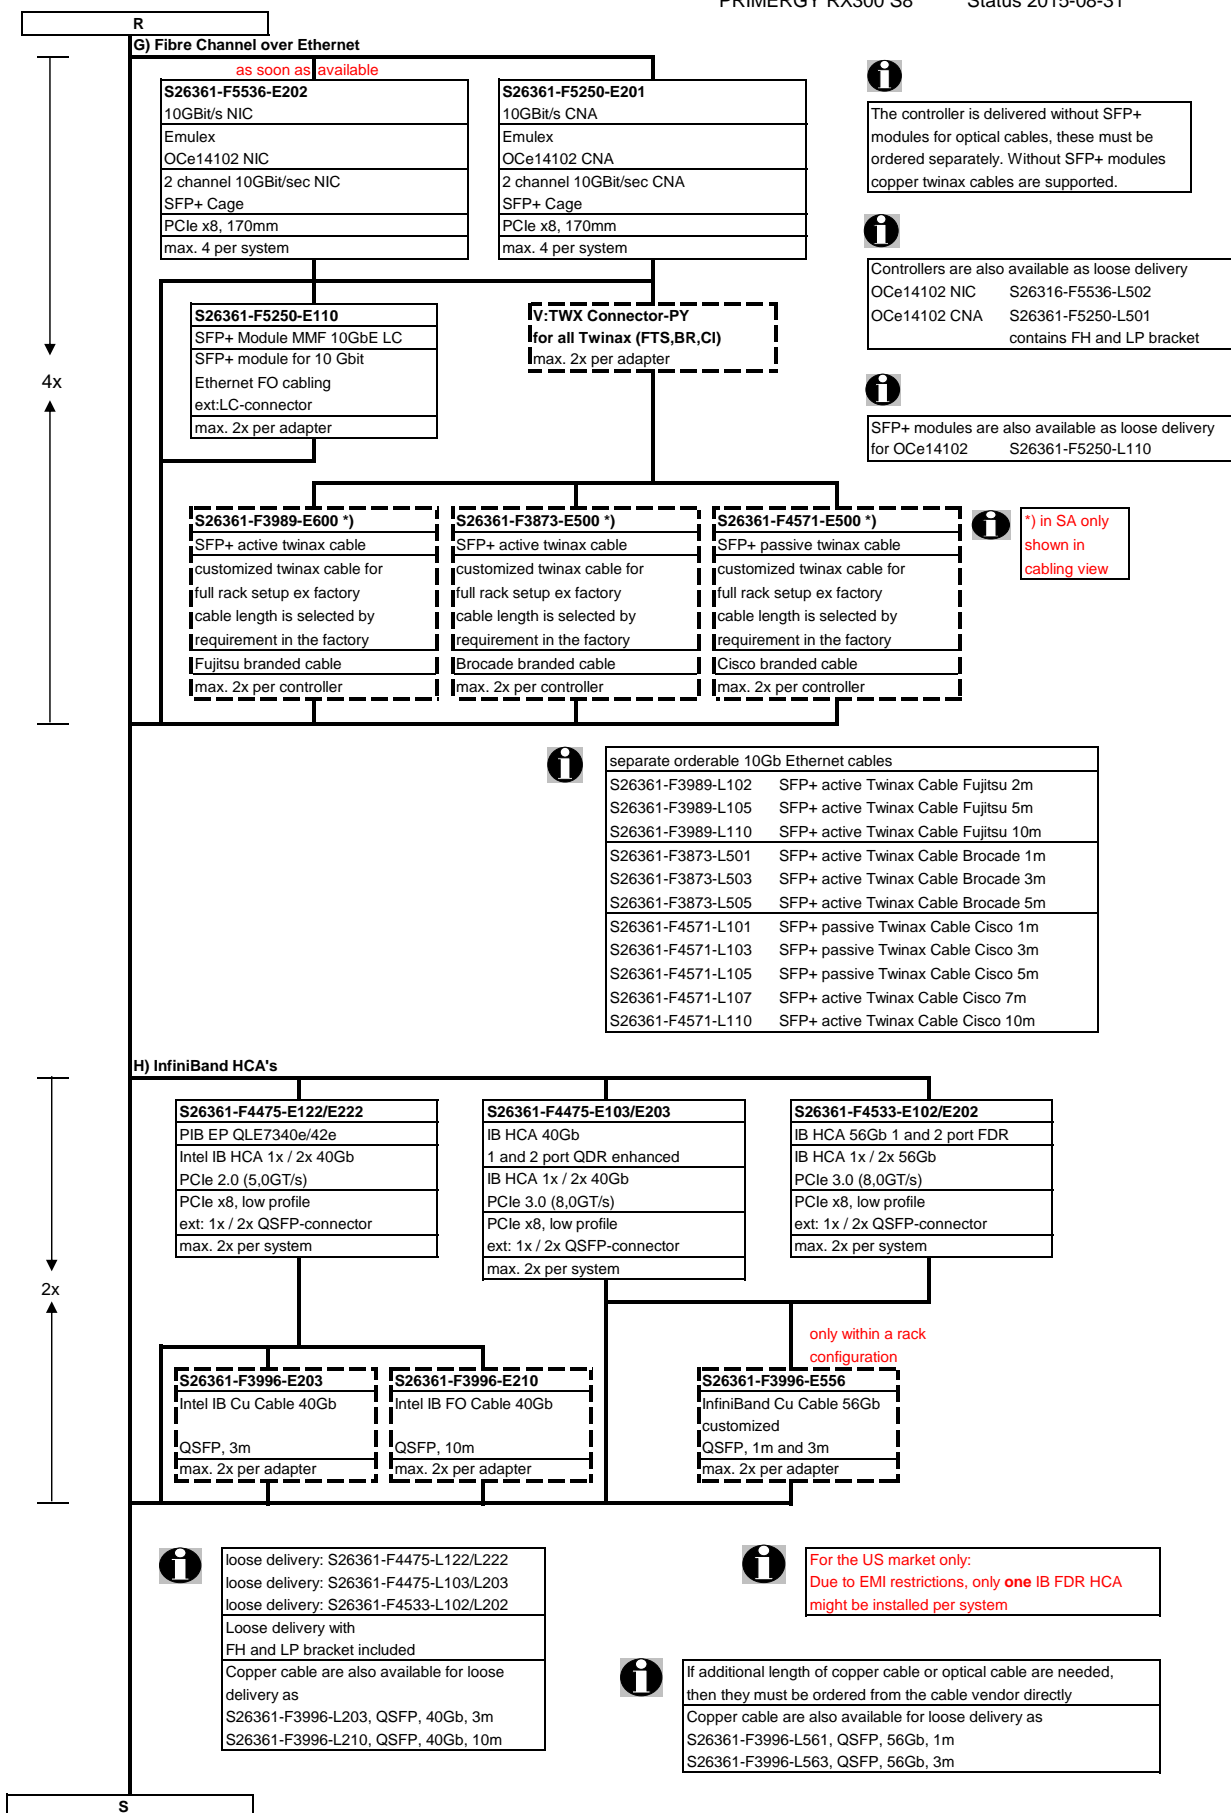 PRIMERGY RX300 S8 Status 2015-08-31
R
G) Fibre Channel over Ethernet
as soon as available
S26361-F5536-E202
10GBit/s NIC
Emulex
OCe14102 NIC
2 channel 10GBit/sec NIC
SFP+ Cage
PCIe x8, 170mm
max. 4 per system
S26361-F5250-E201
10GBit/s CNA
Emulex
OCe14102 CNA
2 channel 10GBit/sec CNA
SFP+ Cage
PCIe x8, 170mm
max. 4 per system
The controller is delivered without SFP+
modules for optical cables, these must be
ordered separately. Without SFP+ modules
copper twinax cables are supported.
Controllers are also available as loose delivery
OCe14102 NIC S26316-F5536-L502
OCe14102 CNA S26361-F5250-L501
contains FH and LP bracket
S26361-F5250-E110
SFP+ Module MMF 10GbE LC
SFP+ module for 10 Gbit
Ethernet FO cabling
ext:LC-connector
max. 2x per adapter
V:TWX Connector-PY
for all Twinax (FTS,BR,CI)
max. 2x per adapter
4x
SFP+ modules are also available as loose delivery
for OCe14102 S26361-F5250-L110
S26361-F3989-E600 *)
SFP+ active twinax cable
customized twinax cable for
full rack setup ex factory
cable length is selected by
requirement in the factory
Fujitsu branded cable
max. 2x per controller
S26361-F3873-E500 *)
SFP+ active twinax cable
customized twinax cable for
full rack setup ex factory
cable length is selected by
requirement in the factory
Brocade branded cable
max. 2x per controller
S26361-F4571-E500 *)
SFP+ passive twinax cable
customized twinax cable for
full rack setup ex factory
cable length is selected by
requirement in the factory
Cisco branded cable
max. 2x per controller
*) in SA only
shown in
cabling view
separate orderable 10Gb Ethernet cables
S26361-F3989-L102 SFP+ active Twinax Cable Fujitsu 2m
S26361-F3989-L105 SFP+ active Twinax Cable Fujitsu 5m
S26361-F3989-L110 SFP+ active Twinax Cable Fujitsu 10m
S26361-F3873-L501 SFP+ active Twinax Cable Brocade 1m
S26361-F3873-L503 SFP+ active Twinax Cable Brocade 3m
S26361-F3873-L505 SFP+ active Twinax Cable Brocade 5m
S26361-F4571-L101 SFP+ passive Twinax Cable Cisco 1m
S26361-F4571-L103 SFP+ passive Twinax Cable Cisco 3m
S26361-F4571-L105 SFP+ passive Twinax Cable Cisco 5m
S26361-F4571-L107 SFP+ active Twinax Cable Cisco 7m
S26361-F4571-L110 SFP+ active Twinax Cable Cisco 10m
H) InfiniBand HCA's
S26361-F4475-E122/E222
PIB EP QLE7340e/42e
Intel IB HCA 1x / 2x 40Gb
PCIe 2.0 (5,0GT/s)
PCIe x8, low profile
ext: 1x / 2x QSFP-connector
max. 2x per system
S26361-F4475-E103/E203
IB HCA 40Gb
1 and 2 port QDR enhanced
IB HCA 1x / 2x 40Gb
PCIe 3.0 (8,0GT/s)
PCIe x8, low profile
ext: 1x / 2x QSFP-connector
max. 2x per system
S26361-F4533-E102/E202
IB HCA 56Gb 1 and 2 port FDR
IB HCA 1x / 2x 56Gb
PCIe 3.0 (8,0GT/s)
PCIe x8, low profile
ext: 1x / 2x QSFP-connector
max. 2x per system
2x
only within a rack
configuration
S26361-F3996-E203
Intel IB Cu Cable 40Gb
QSFP, 3m
max. 2x per adapter
S26361-F3996-E210
Intel IB FO Cable 40Gb
QSFP, 10m
max. 2x per adapter
S26361-F3996-E556
InfiniBand Cu Cable 56Gb
customized
QSFP, 1m and 3m
max. 2x per adapter
loose delivery: S26361-F4475-L122/L222
loose delivery: S26361-F4475-L103/L203
loose delivery: S26361-F4533-L102/L202
Loose delivery with
FH and LP bracket included
Copper cable are also available for loose
delivery as
S26361-F3996-L203, QSFP, 40Gb, 3m
S26361-F3996-L210, QSFP, 40Gb, 10m
For the US market only:
Due to EMI restrictions, only one IB FDR HCA
might be installed per system
If additional length of copper cable or optical cable are needed,
then they must be ordered from the cable vendor directly
Copper cable are also available for loose delivery as
S26361-F3996-L561, QSFP, 56Gb, 1m
S26361-F3996-L563, QSFP, 56Gb, 3m
S